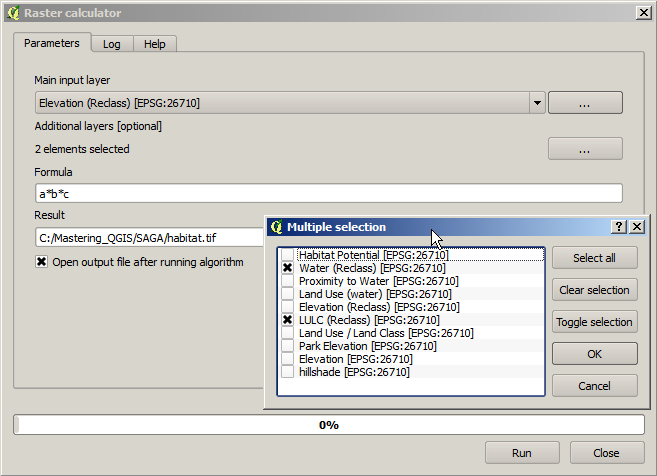 Raster calculator
Parameters Log Help
Main input layer
Elevation (Reclass) [EPSG:26710] ...
Additional layers [optional]
2 elements selected ...
Formula
a*b*c
Result
C:/Mastering_QGIS/SAGA/habitat.tif
Open output file after running algorithm
Multiple selection
Habitat Potential [EPSG:26710]
Water (Reclass) [EPSG:26710]
Proximity to Water [EPSG:26710]
Land Use (water) [EPSG:26710]
Elevation (Reclass) [EPSG:26710]
LULC (Reclass) [EPSG:26710]
Land Use / Land Class [EPSG:26710]
Park Elevation [EPSG:26710]
Elevation [EPSG:26710]
hillshade [EPSG:26710]
Select all
Clear selection
Toggle selection
OK
Cancel
0%
Run Close